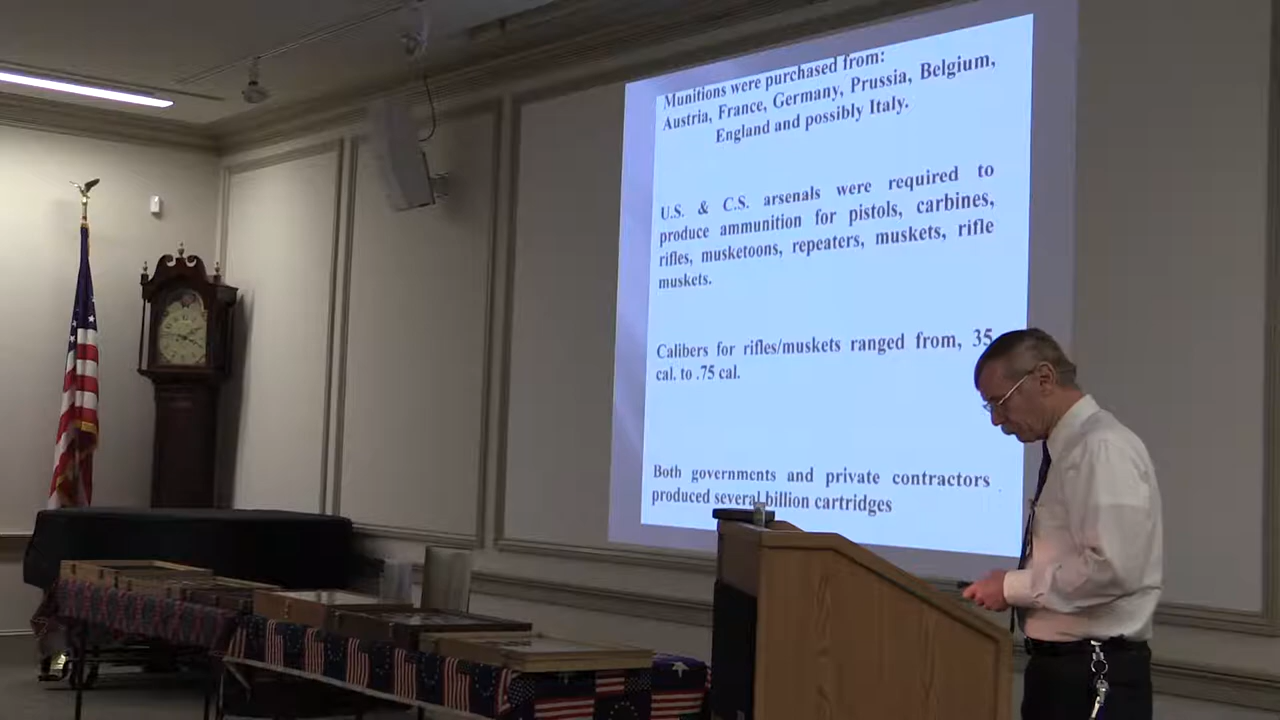 Munitions were purchased from:
Austria, France, Germany, Prussia, Belgium,
England and possibly Italy.
U.S. & C.S. arsenals were required to
produce ammunition for pistols, carbines,
rifles, musketoons, repeaters, muskets, rifle
muskets.
Calibers for rifles/muskets ranged from, 35
cal. to .75 cal.
Both governments and private contractors
produced several billion cartridges